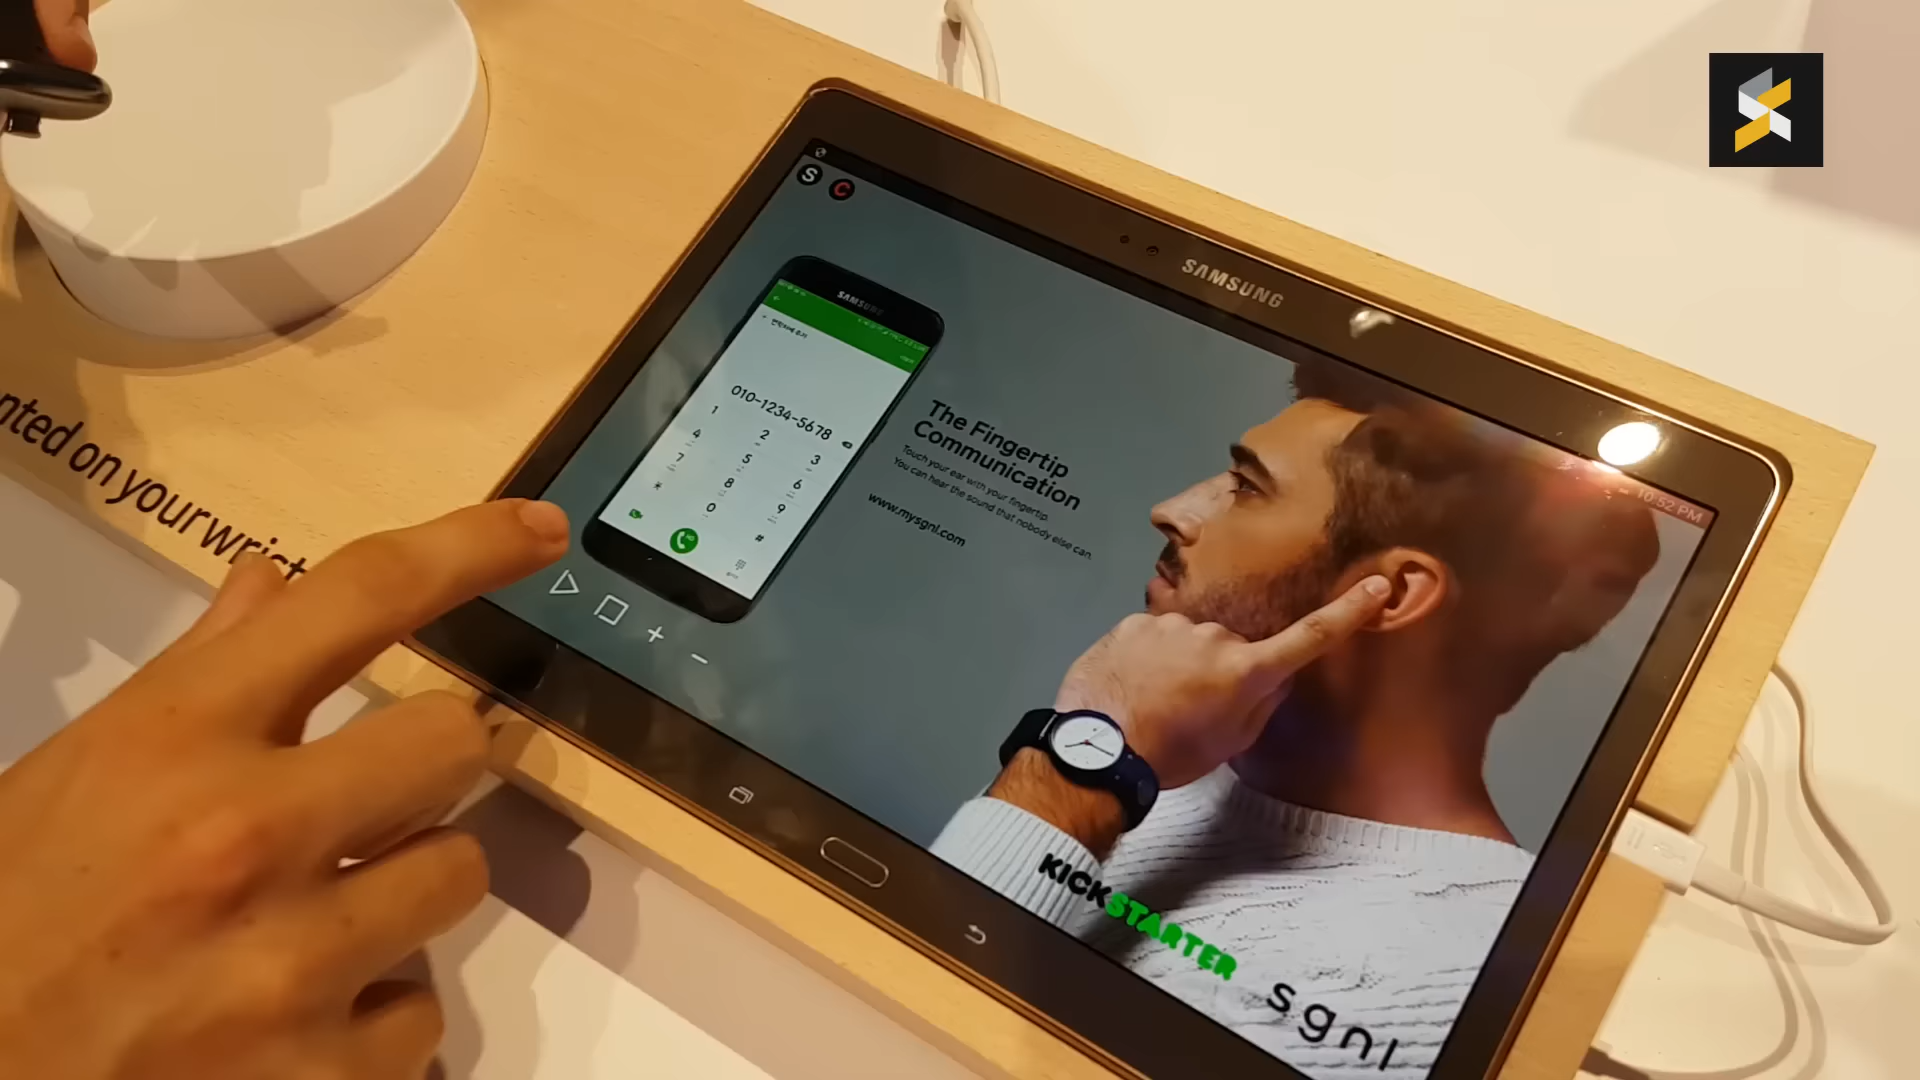 S C
SAMSUNG
10:52 PM
SAMSUNG
010-1234-5678
1 2 3
4 5 6
7 8 9
* 0 #
The Fingertip
Communication
Touch your ear with your fingertip.
You can hear the sound that nobody else can.
www.mysgnl.com
nted on your wrist
KICKSTARTER
sgnl